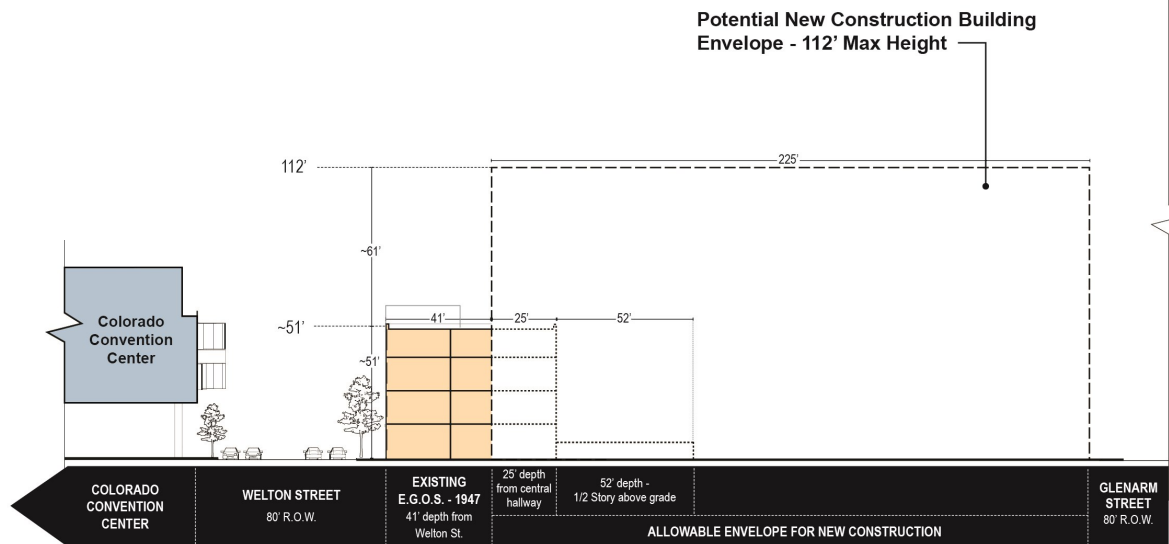 Potential New Construction Building
Envelope - 112’ Max Height
225’
112’
~61’
Colorado
Convention
Center
~51’
41’
25’
52’
~51’
COLORADO
CONVENTION
CENTER
WELTON STREET
80’ R.O.W.
EXISTING
E.G.O.S. - 1947
41’ depth from
Welton St.
25’ depth
from central
hallway
52’ depth -
1/2 Story above grade
ALLOWABLE ENVELOPE FOR NEW CONSTRUCTION
GLENARM
STREET
80’ R.O.W.